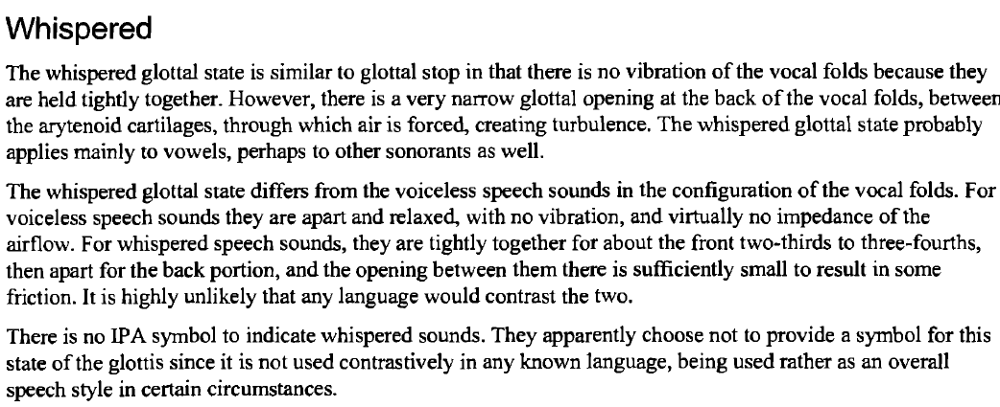 Whispered
The whispered glottal state is similar to glottal stop in that there is no vibration of the vocal folds because they
are held tightly together. However, there is a very narrow glottal opening at the back of the vocal folds, between
the arytenoid cartilages, through which air is forced, creating turbulence. The whispered glottal state probably
applies mainly to vowels, perhaps to other sonorants as well.
The whispered glottal state differs from the voiceless speech sounds in the configuration of the vocal folds. For
voiceless speech sounds they are apart and relaxed, with no vibration, and virtually no impedance of the
airflow. For whispered speech sounds, they are tightly together for about the front two-thirds to three-fourths,
then apart for the back portion, and the opening between them there is sufficiently small to result in some
friction. It is highly unlikely that any language would contrast the two.
There is no IPA symbol to indicate whispered sounds. They apparently choose not to provide a symbol for this
state of the glottis since it is not used contrastively in any known language, being used rather as an overall
speech style in certain circumstances.